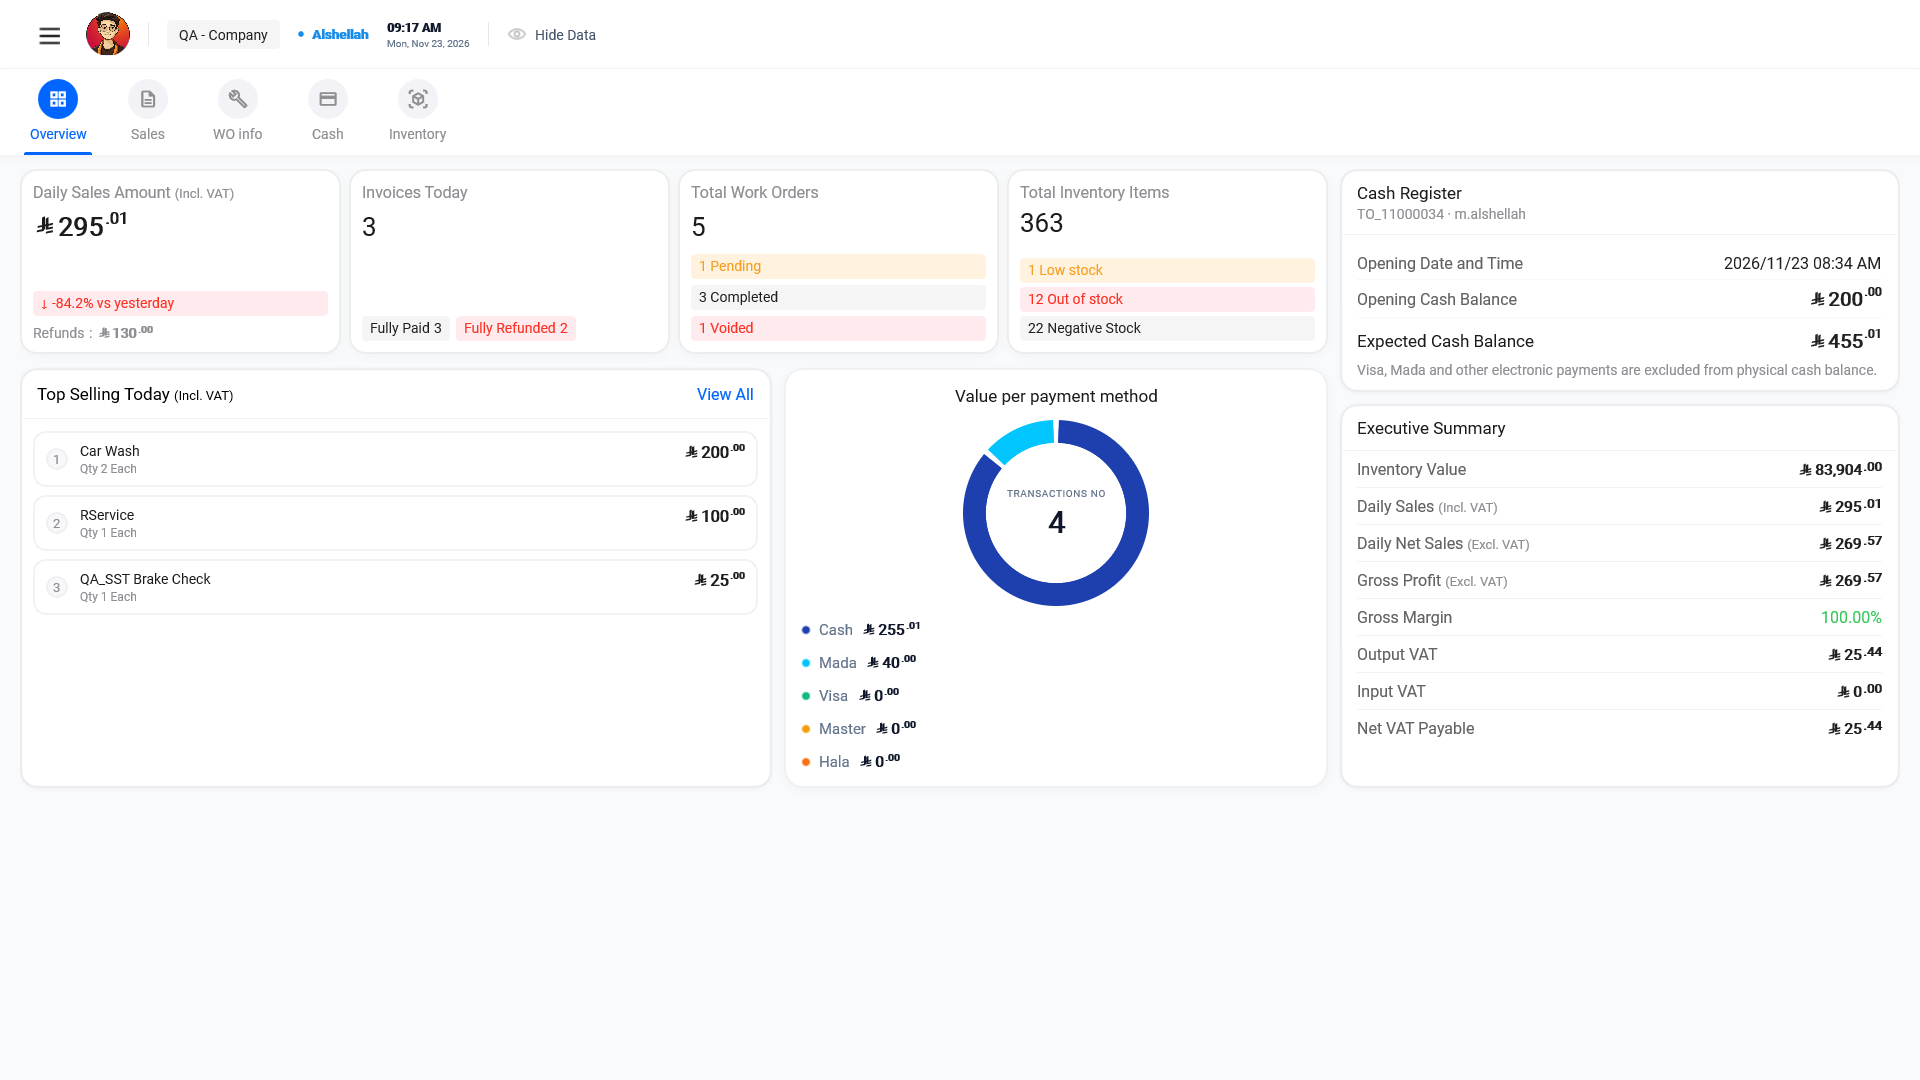 QA - Company
Alshellah
09:17 AM
Mon, Nov 23, 2026
Hide Data
Overview
Sales
WO info
Cash
Inventory
Daily Sales Amount (Incl. VAT)
295.01
↓ -84.2% vs yesterday
Refunds : 130.00
Invoices Today
3
Fully Paid 3
Fully Refunded 2
Total Work Orders
5
1 Pending
3 Completed
1 Voided
Total Inventory Items
363
1 Low stock
12 Out of stock
22 Negative Stock
Cash Register
TO_11000034 · m.alshellah
Opening Date and Time 2026/11/23 08:34 AM
Opening Cash Balance 200.00
Expected Cash Balance 455.01
Visa, Mada and other electronic payments are excluded from physical cash balance.
Top Selling Today (Incl. VAT)
View All
1 Car Wash 200.00
Qty 2 Each
2 RService 100.00
Qty 1 Each
3 QA_SST Brake Check 25.00
Qty 1 Each
Value per payment method
TRANSACTIONS NO
4
Cash 255.01
Mada 40.00
Visa 0.00
Master 0.00
Hala 0.00
Executive Summary
Inventory Value 83,904.00
Daily Sales (Incl. VAT) 295.01
Daily Net Sales (Excl. VAT) 269.57
Gross Profit (Excl. VAT) 269.57
Gross Margin 100.00%
Output VAT 25.44
Input VAT 0.00
Net VAT Payable 25.44